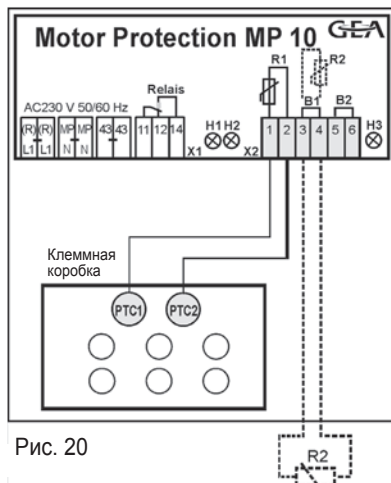 Motor Protection MP 10 GEA
R1 R2
Relais
AC230 V 50/60 Hz
B1 B2
(R) (R) MP MP 43 43 11 12 14 H1 H2 1 2 3 4 5 6 H3
L1 L1 N N X1 X2
Клеммная
коробка
PTC1 PTC2
Рис. 20
R2